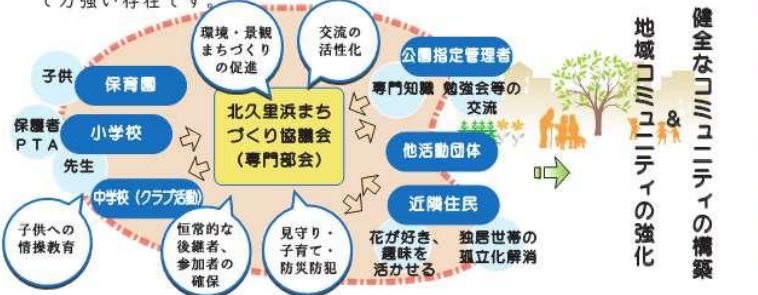 て力強い存在です。
環境・景観
まちづくり
の促進
交流の
活性化
子供
保育園
保護者
PTA
小学校
先生
中学校（クラブ活動）
北久里浜まち
づくり協議会
（専門部会）
公園指定管理者
専門知識 勉強会等の
交流
他活動団体
近隣住民
花が好き、
趣味を
活かせる
独居世帯の
孤立化解消
子供への
情操教育
恒常的な
後継者、
参加者の
確保
見守り・
子育て・
防災防犯
健全なコミュニティの構築
&
地域コミュニティの強化